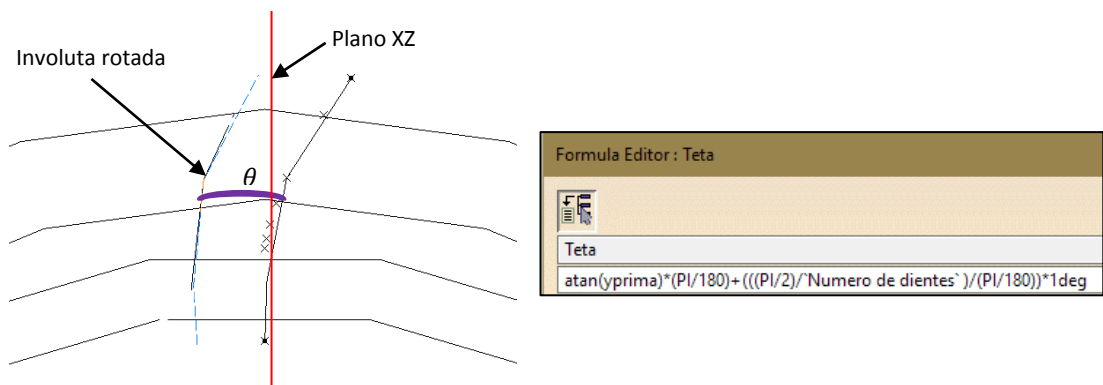 Plano XZ
Involuta rotada
θ
Formula Editor : Teta
Teta
atan(yprima)*(PI/180)+(((PI/2)/`Numero de dientes` )/(PI/180))*1deg